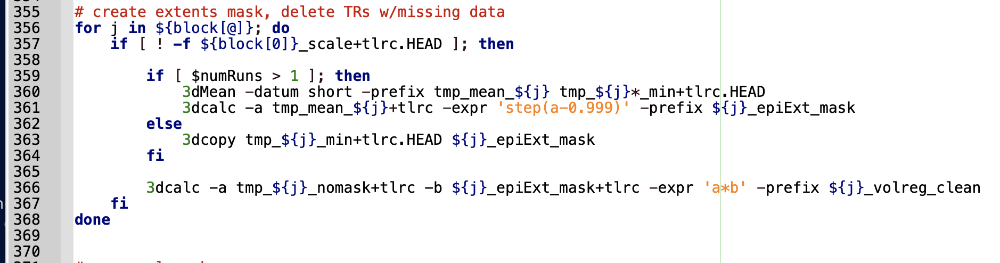 355 # create extents mask, delete TRs w/missing data
356 for j in ${block[@]}; do
357 if [ ! -f ${block[0]}_scale+tlrc.HEAD ]; then
358
359 if [ $numRuns > 1 ]; then
360 3dMean -datum short -prefix tmp_mean_${j} tmp_${j}*_min+tlrc.HEAD
361 3dcalc -a tmp_mean_${j}+tlrc -expr 'step(a-0.999)' -prefix ${j}_epiExt_mask
362 else
363 3dcopy tmp_${j}_min+tlrc.HEAD ${j}_epiExt_mask
364 fi
365
366 3dcalc -a tmp_${j}_nomask+tlrc -b ${j}_epiExt_mask+tlrc -expr 'a*b' -prefix ${j}_volreg_clean
367 fi
368 done
369
370